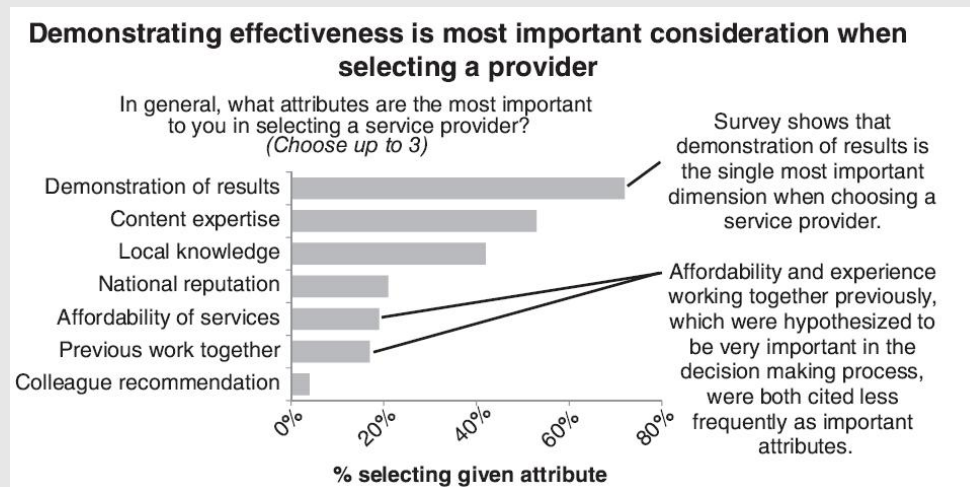 Demonstrating effectiveness is most important consideration when
selecting a provider
In general, what attributes are the most important
to you in selecting a service provider?
(Choose up to 3)
Demonstration of results
Content expertise
Local knowledge
National reputation
Affordability of services
Previous work together
Colleague recommendation
0%
20%
40%
60%
80%
% selecting given attribute
Survey shows that
demonstration of results is
the single most important
dimension when choosing a
service provider.
Affordability and experience
working together previously,
which were hypothesized to
be very important in the
decision making process,
were both cited less
frequently as important
attributes.